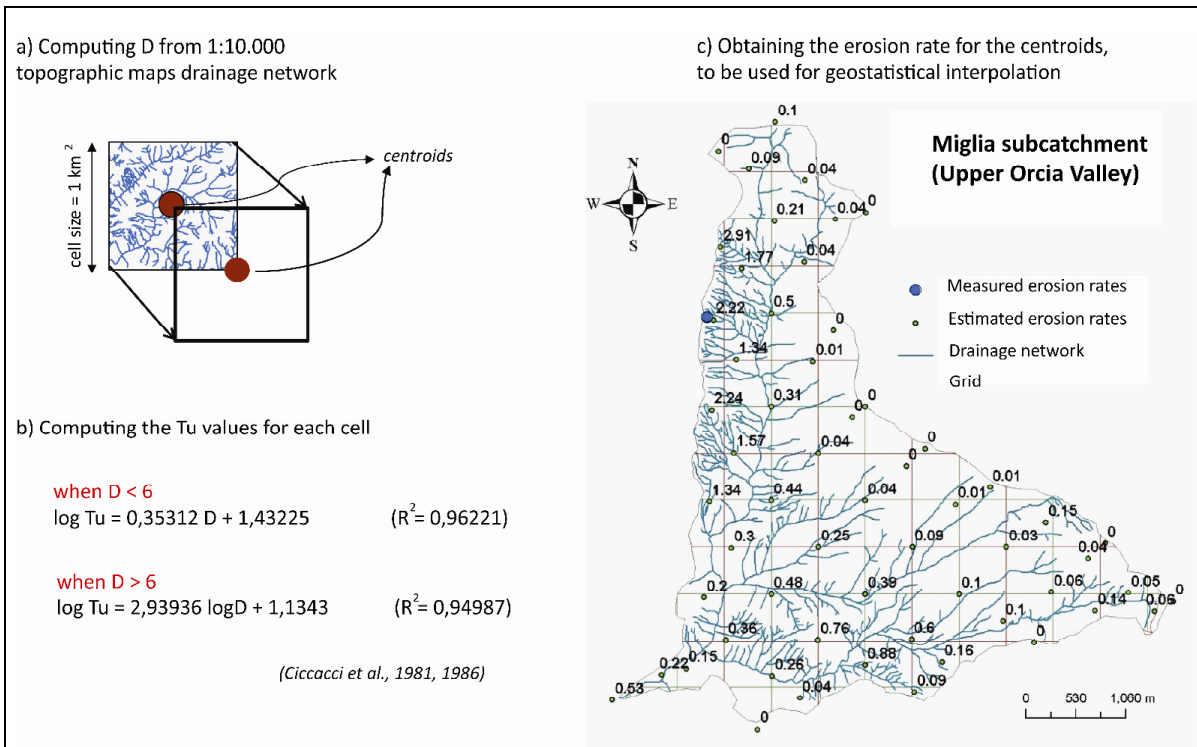 a) Computing D from 1:10.000
topographic maps drainage network
cell size = 1 km²
centroids
b) Computing the Tu values for each cell
when D < 6
log Tu = 0,35312 D + 1,43225 (R²= 0,96221)
when D > 6
log Tu = 2,93936 logD + 1,1343 (R²= 0,94987)
(Ciccacci et al., 1981, 1986)
c) Obtaining the erosion rate for the centroids,
to be used for geostatistical interpolation
Miglia subcatchment
(Upper Orcia Valley)
N
W E
S
Measured erosion rates
Estimated erosion rates
Drainage network
Grid
0.1
0
0.09
0.04
0.04 0
0.21
2.91
1.77 0.04
0.5
2.22
0
1.34 0.01
0.31
2.24
0
0
1.57 0.04
0
0
1.34 0.44 0.04
0.01
0.01
0.15
0.3 0.25 0.09 0.03
0
0.04
0.2 0.48 0.39 0.1 0.06 0.05
0
0.14 0.06
0.1
0.36 0.76 0.6
0
0.22 0.15
0.26 0.88 0.16
0.53
0.04 0.09
0
0 530 1,060 m